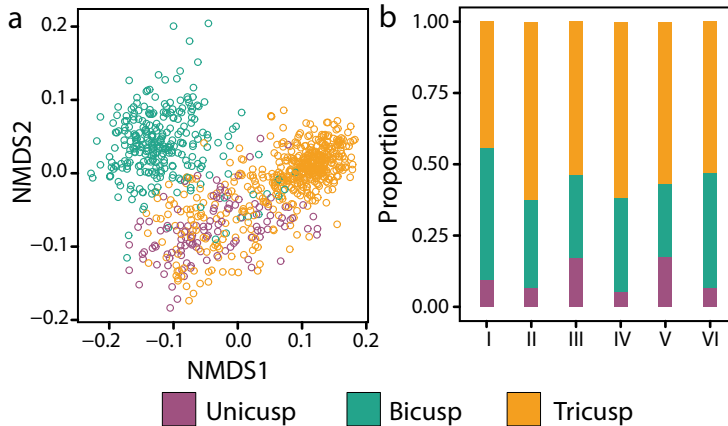 a
0.2
0.1
0.0
−0.1
−0.2
NMDS2
−0.2
−0.1
0.0
0.1
0.2
NMDS1
b
1.00
0.75
0.50
0.25
0.00
Proportion
I
II
III
IV
V
VI
Unicusp
Bicusp
Tricusp